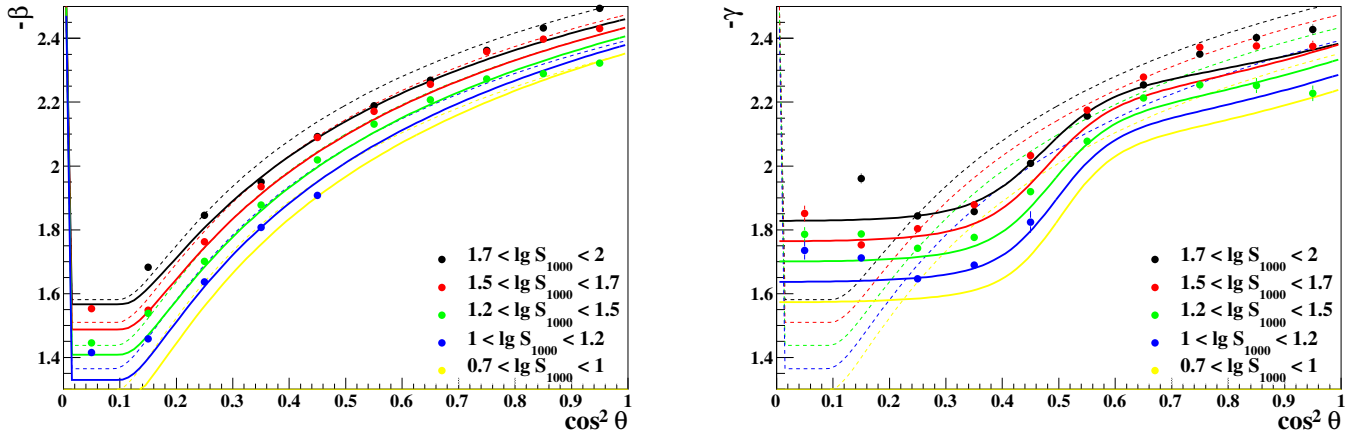 -β
2.4
2.2
2
1.8
1.6
1.4
1.7 < lg S1000 < 2
1.5 < lg S1000 < 1.7
1.2 < lg S1000 < 1.5
1 < lg S1000 < 1.2
0.7 < lg S1000 < 1
0 0.1 0.2 0.3 0.4 0.5 0.6 0.7 0.8 0.9 1
cos² θ
-γ
2.4
2.2
2
1.8
1.6
1.4
1.7 < lg S1000 < 2
1.5 < lg S1000 < 1.7
1.2 < lg S1000 < 1.5
1 < lg S1000 < 1.2
0.7 < lg S1000 < 1
0 0.1 0.2 0.3 0.4 0.5 0.6 0.7 0.8 0.9 1
cos² θ